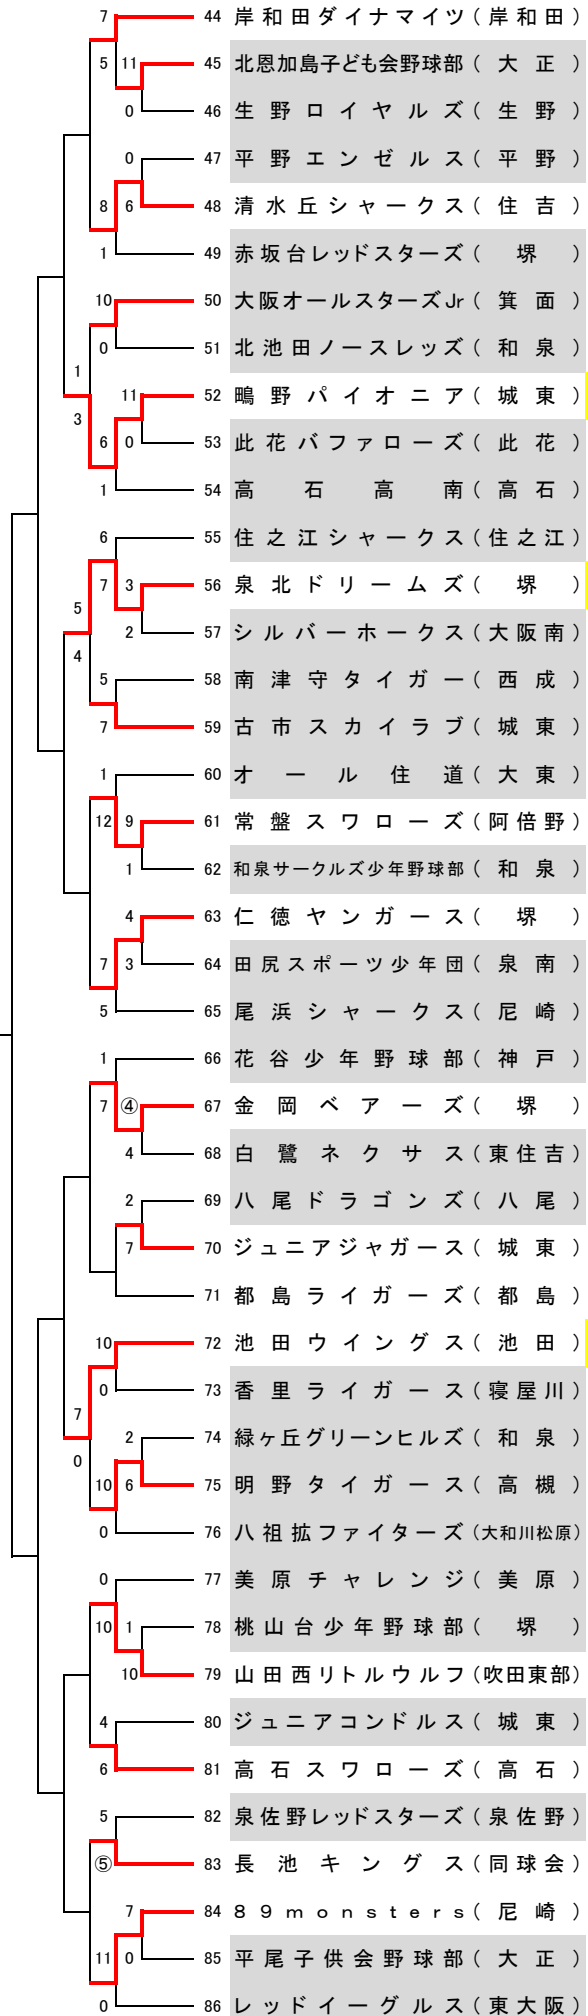 7 44 岸和田ダイナマイツ(岸和田)
5 11 45 北恩加島子ども会野球部(大正)
0 46 生野ロイヤルズ(生野)
0 47 平野エンゼルス(平野)
8 6 48 清水丘シャークス(住吉)
1 49 赤坂台レッドスターズ(堺)
10 50 大阪オールスターズJr(箕面)
0 51 北池田ノースレッズ(和泉)
1
11 52 鴫野パイオニア(城東)
3
6 0 53 此花バファローズ(此花)
1 54 高石高南(高石)
6 55 住之江シャークス(住之江)
7 3 56 泉北ドリームズ(堺)
5
2 57 シルバーホークス(大阪南)
4
5 58 南津守タイガー(西成)
7 59 古市スカイラブ(城東)
1 60 オール住道(大東)
12 9 61 常盤スワローズ(阿倍野)
1 62 和泉サークルズ少年野球部(和泉)
4 63 仁徳ヤンガース(堺)
7 3 64 田尻スポーツ少年団(泉南)
5 65 尾浜シャークス(尼崎)
1 66 花谷少年野球部(神戸)
7 ④ 67 金岡ベアーズ(堺)
4 68 白鷺ネクサス(東住吉)
2 69 八尾ドラゴンズ(八尾)
7 70 ジュニアジャガース(城東)
71 都島ライガーズ(都島)
10 72 池田ウイングス(池田)
0 73 香里ライガース(寝屋川)
7
2 74 緑ヶ丘グリーンヒルズ(和泉)
0
10 6 75 明野タイガース(高槻)
0 76 八祖拡ファイターズ(大和川松原)
0 77 美原チャレンジ(美原)
10 1 78 桃山台少年野球部(堺)
10 79 山田西リトルウルフ(吹田東部)
4 80 ジュニアコンドルス(城東)
6 81 高石スワローズ(高石)
5 82 泉佐野レッドスターズ(泉佐野)
⑤ 83 長池キングス(同球会)
7 84 89monsters(尼崎)
11 0 85 平尾子供会野球部(大正)
0 86 レッドイーグルス(東大阪)